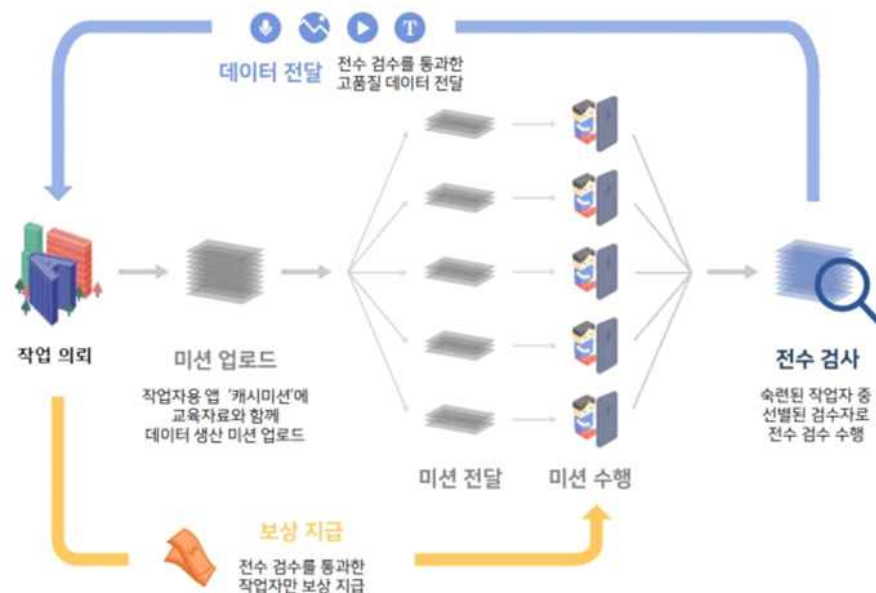 T
데이터 전달
전수 검수를 통과한
고품질 데이터 전달
작업 의뢰
미션 업로드
작업자용 앱 '캐시미션'에
교육자료와 함께
데이터 생산 미션 업로드
미션 전달
미션 수행
전수 검사
숙련된 작업자 중
선별된 검수자로
전수 검수 수행
보상 지급
전수 검수를 통과한
작업자만 보상 지급